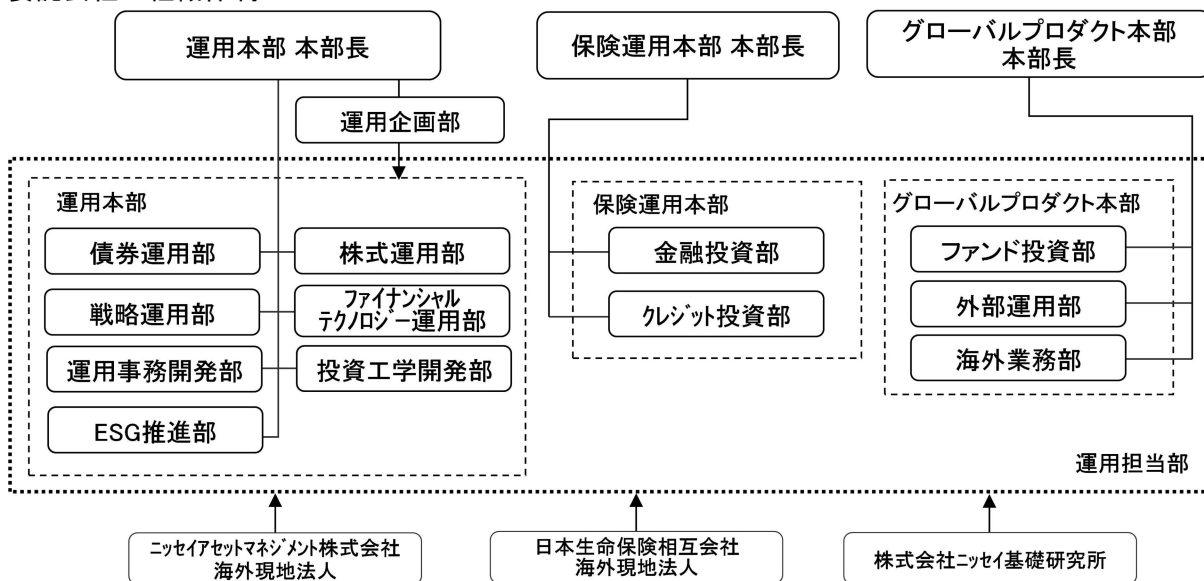 運用本部 本部長
保険運用本部 本部長
グローバルプロダクト本部
本部長
運用企画部
運用本部
債券運用部
株式運用部
戦略運用部
ファイナンシャル
テクノロジー運用部
運用事務開発部
投資工学開発部
ESG推進部
保険運用本部
金融投資部
クレジット投資部
グローバルプロダクト本部
ファンド投資部
外部運用部
海外業務部
運用担当部
ニッセイアセットマネジメント株式会社
海外現地法人
日本生命保険相互会社
海外現地法人
株式会社ニッセイ基礎研究所